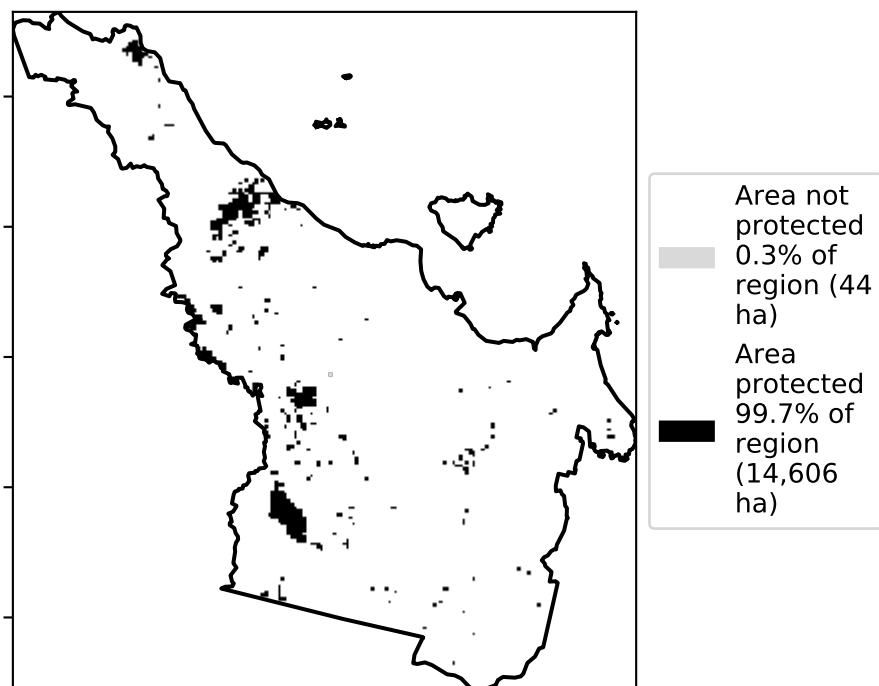 Area not
protected
0.3% of
region (44
ha)
Area
protected
99.7% of
region
(14,606
ha)